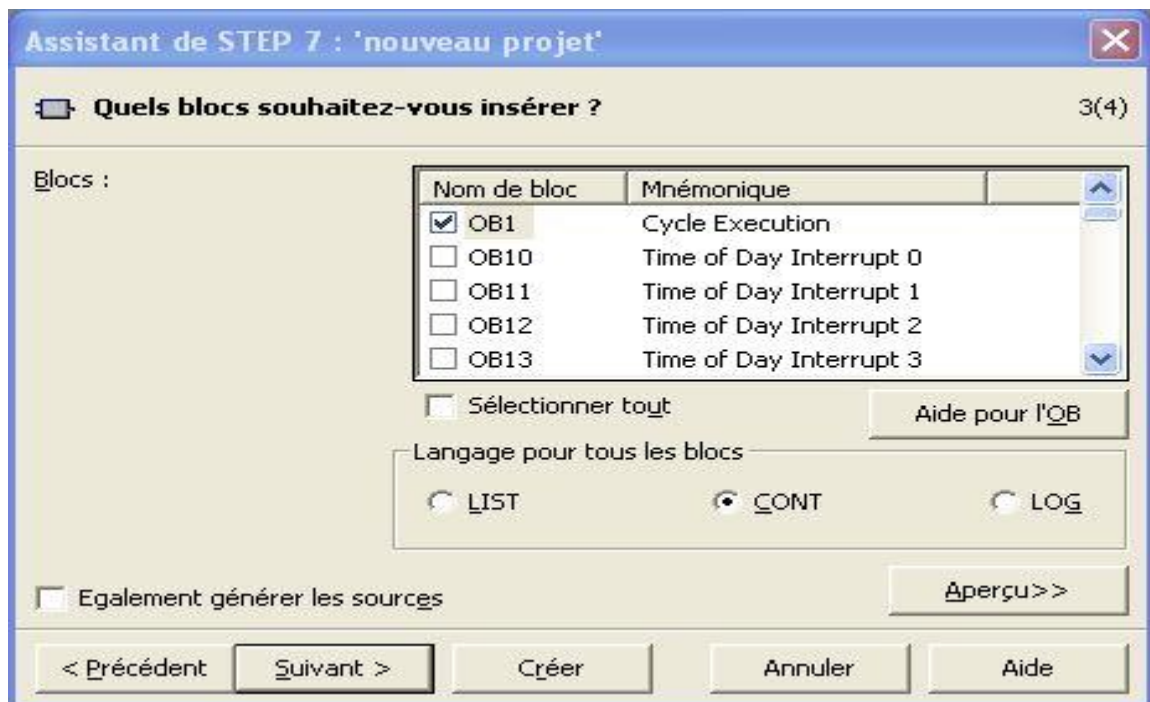 Assistant de STEP 7 : 'nouveau projet'
Quels blocs souhaitez-vous insérer ? 3(4)
Blocs :
Nom de bloc Mnémonique
OB1 Cycle Execution
OB10 Time of Day Interrupt 0
OB11 Time of Day Interrupt 1
OB12 Time of Day Interrupt 2
OB13 Time of Day Interrupt 3
Sélectionner tout Aide pour l'OB
Langage pour tous les blocs
LIST CONT LOG
Egalement générer les sources Aperçu>>
< Précédent Suivant > Créer Annuler Aide